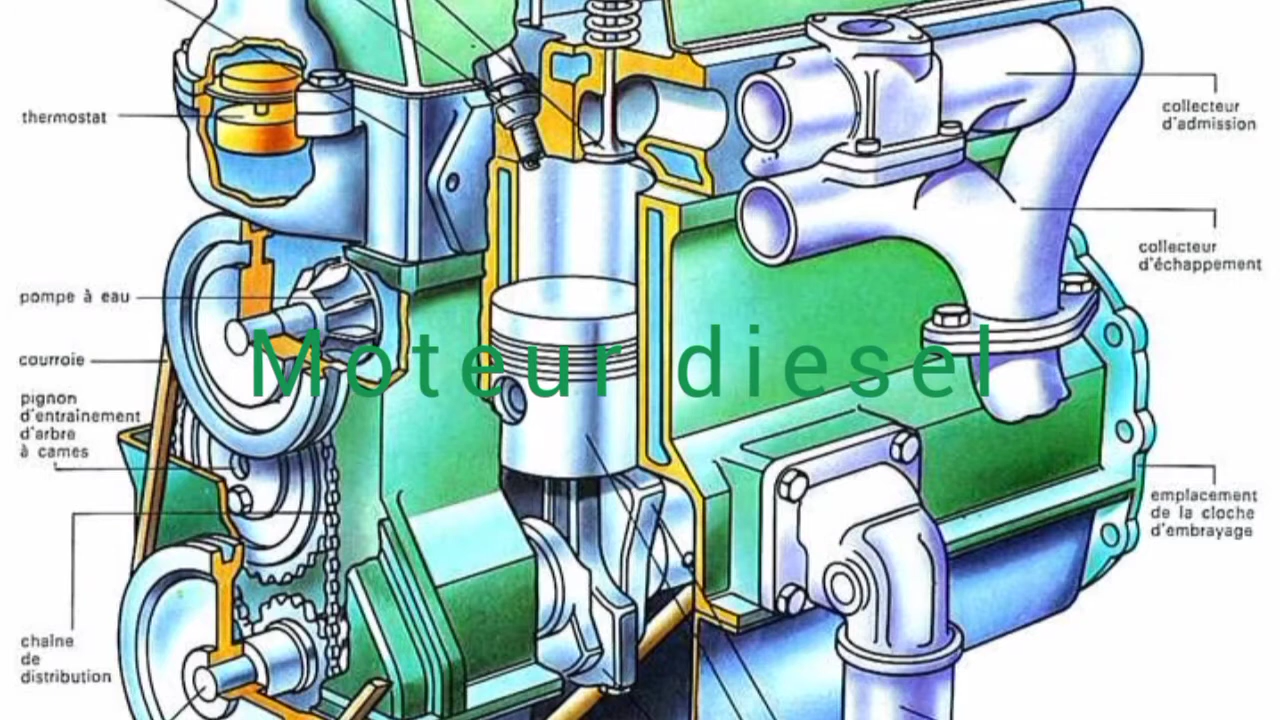 thermostat
pompe à eau
courroie
pignon
d'entraînement
d'arbre
à cames
chaîne
de
distribution
Moteur diesel
collecteur
d'admission
collecteur
d'échappement
emplacement
de la cloche
d'embrayage